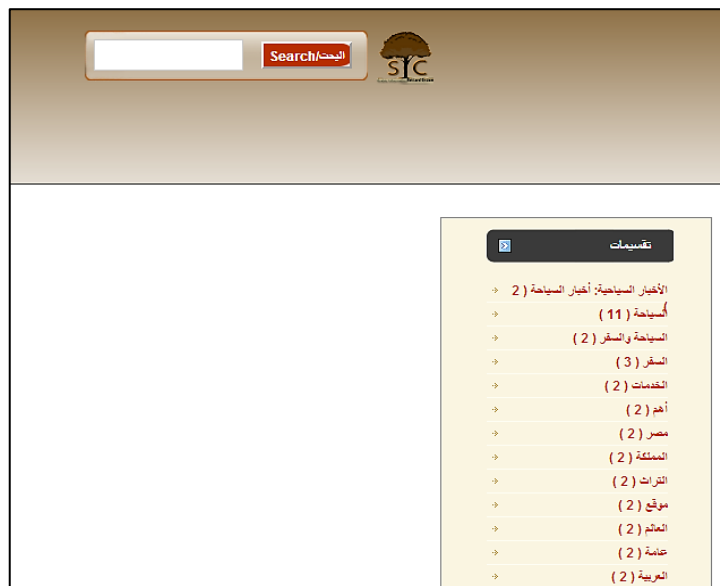 البحث/Search
STC
تقسيمات
الأخبار السياحية: أخبار السياحة ( 2
)
السياحة ( 11 )
السياحة والسفر ( 2 )
السفر ( 3 )
الخدمات ( 2 )
أهم ( 2 )
مصر ( 2 )
المملكة ( 2 )
التراث ( 2 )
موقع ( 2 )
العالم ( 2 )
عامة ( 2 )
العربية ( 2 )